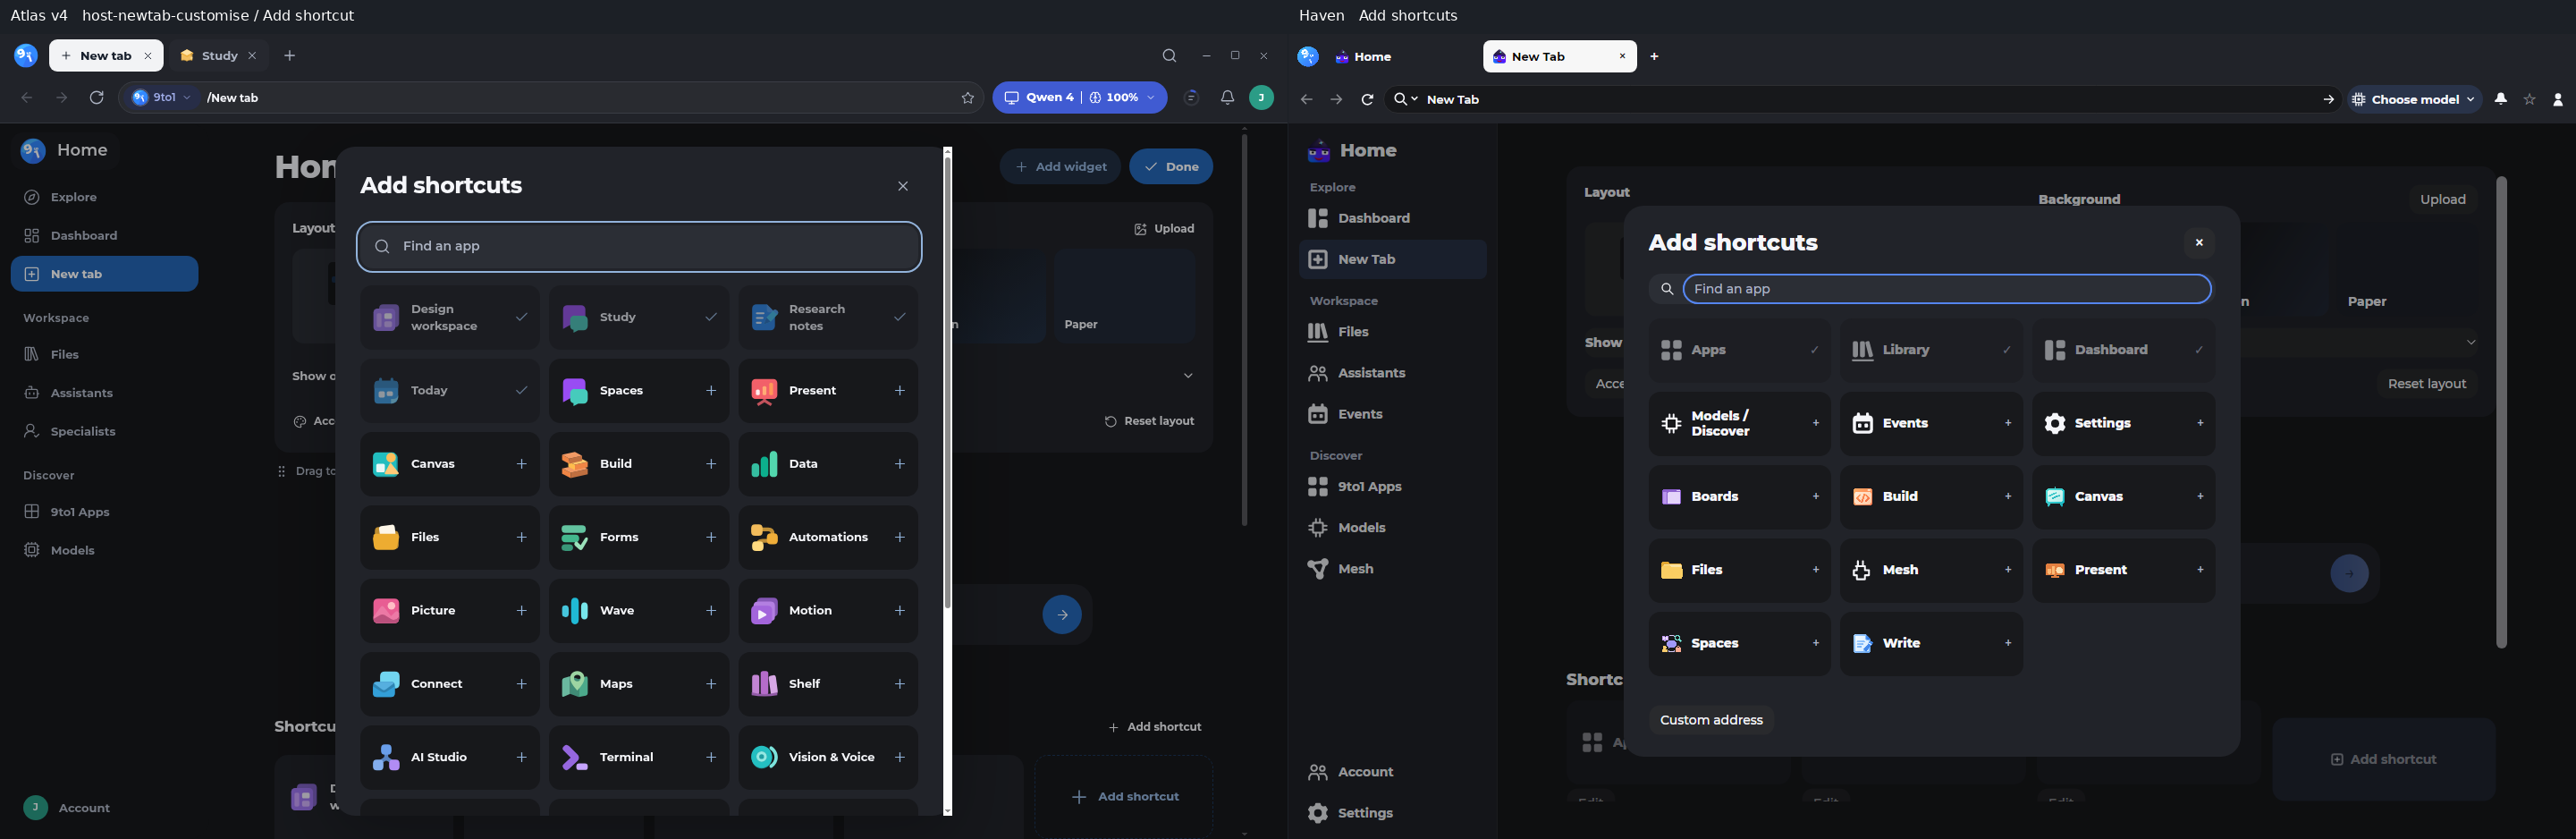 Atlas v4 host-newtab-customise / Add shortcut
New tab
Study
9to1
/New tab
Qwen 4
100%
J
Home
Explore
Dashboard
New tab
Workspace
Files
Assistants
Specialists
Discover
9to1 Apps
Models
J
Account
Add widget
Done
Upload
Paper
Reset layout
Add shortcut
Add shortcut
Add shortcuts
Find an app
Design workspace
Study
Research notes
Today
Spaces
Present
Canvas
Build
Data
Files
Forms
Automations
Picture
Wave
Motion
Connect
Maps
Shelf
AI Studio
Terminal
Vision & Voice
Layout
Drag to
Haven Add shortcuts
Home
New Tab
New Tab
Choose model
Home
Explore
Dashboard
New Tab
Workspace
Files
Assistants
Events
Discover
9to1 Apps
Models
Mesh
Account
Settings
Layout
Background
Upload
Paper
Show
Reset layout
Add shortcut
Add shortcuts
Find an app
Apps
Library
Dashboard
Models /
Discover
Events
Settings
Boards
Build
Canvas
Files
Mesh
Present
Spaces
Write
Custom address